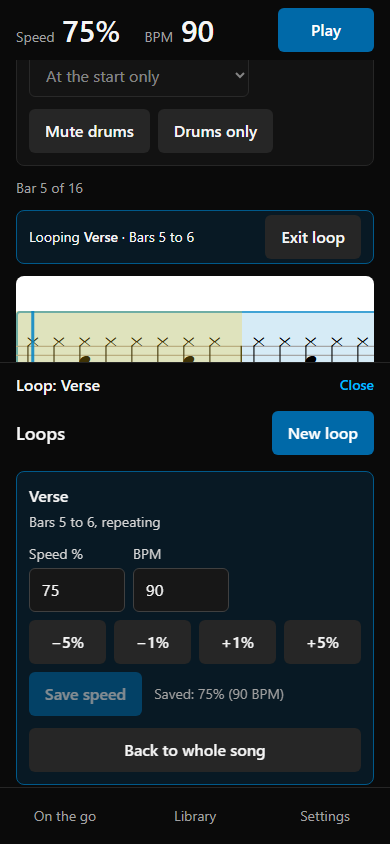 Speed 75% BPM 90 Play
At the start only
Mute drums Drums only
Bar 5 of 16
Looping Verse · Bars 5 to 6 Exit loop
Loop: Verse Close
Loops New loop
Verse
Bars 5 to 6, repeating
Speed % BPM
75 90
−5% −1% +1% +5%
Save speed Saved: 75% (90 BPM)
Back to whole song
On the go Library Settings